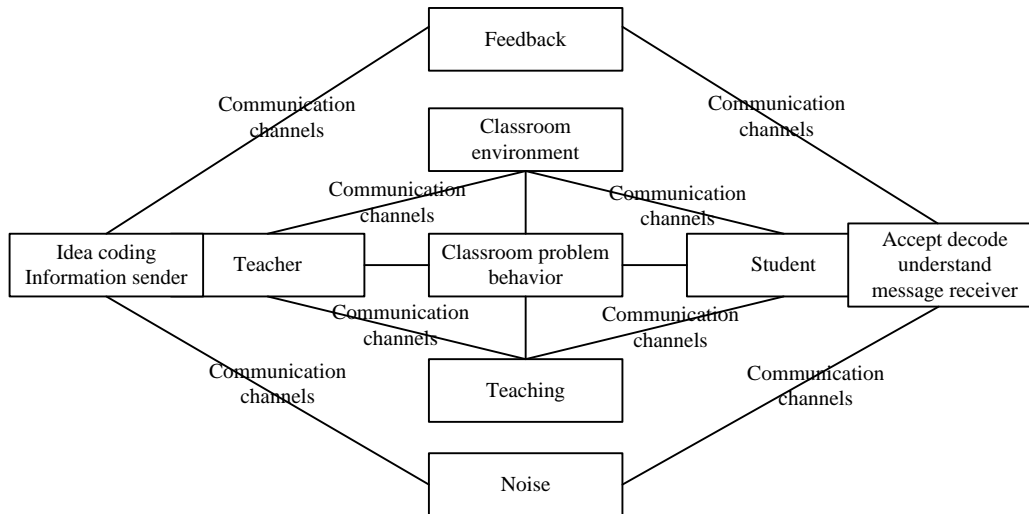 Feedback
Communication
channels
Communication
channels
Classroom
environment
Communication
channels
Communication
channels
Idea coding
Information sender
Teacher
Classroom problem
behavior
Student
Accept decode
understand
message receiver
Communication
channels
Communication
channels
Communication
channels
Teaching
Communication
channels
Noise